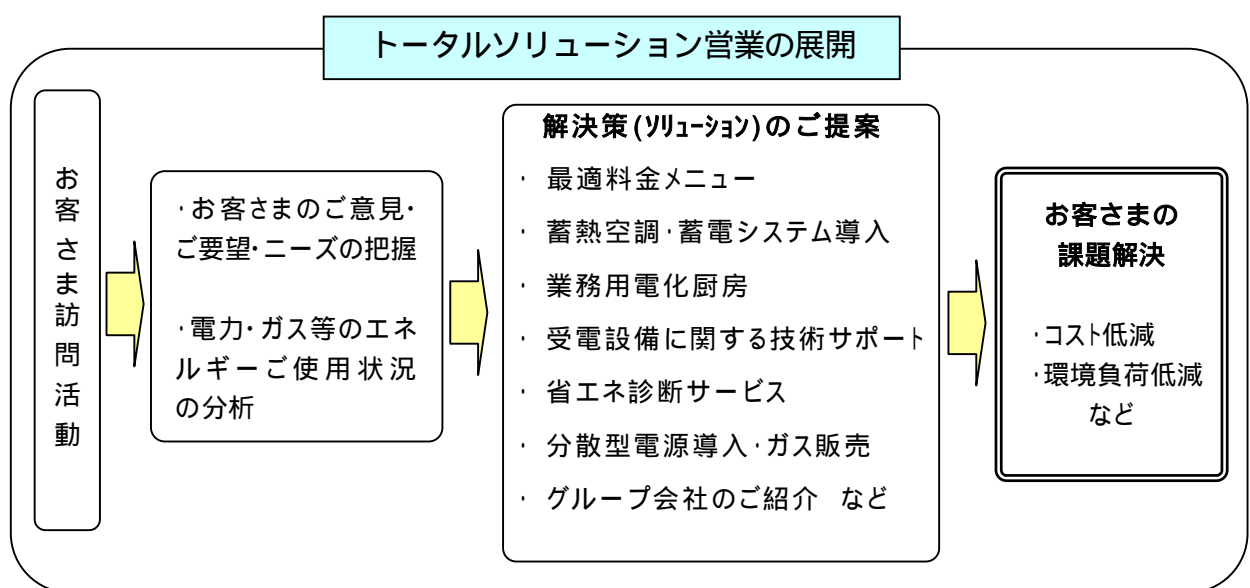 トータルソリューション営業の展開
お客さま訪問活動
・お客さまのご意見・
ご要望・ニーズの把握
・電力・ガス等のエネ
ルギーご使用状況
の分析
解決策(ｿﾘｭｰｼｮﾝ)のご提案
・ 最適料金メニュー
・ 蓄熱空調・蓄電システム導入
・ 業務用電化厨房
・ 受電設備に関する技術サポート
・ 省エネ診断サービス
・ 分散型電源導入・ガス販売
・ グループ会社のご紹介 など
お客さまの
課題解決
・コスト低減
・環境負荷低減
など